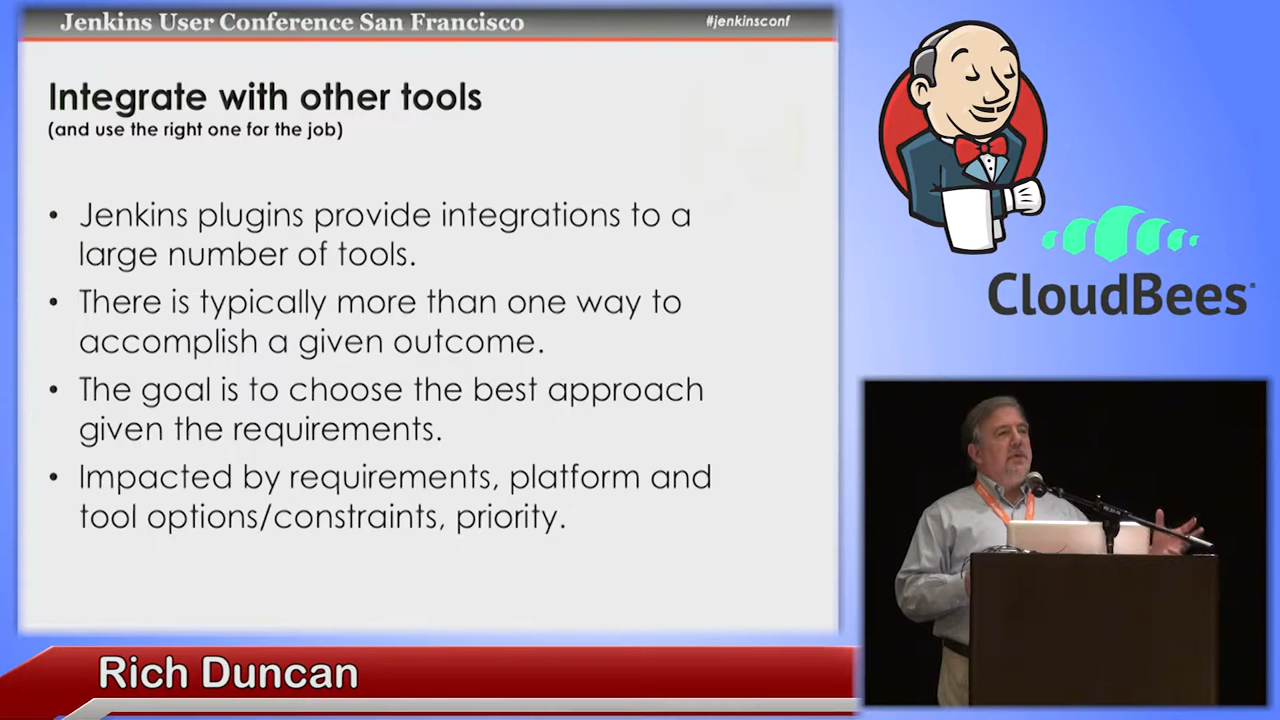 Jenkins User Conference San Francisco
#jenkinsconf
Integrate with other tools
(and use the right one for the job)
• Jenkins plugins provide integrations to a
large number of tools.
• There is typically more than one way to
accomplish a given outcome.
• The goal is to choose the best approach
given the requirements.
• Impacted by requirements, platform and
tool options/constraints, priority.
CloudBees
Rich Duncan